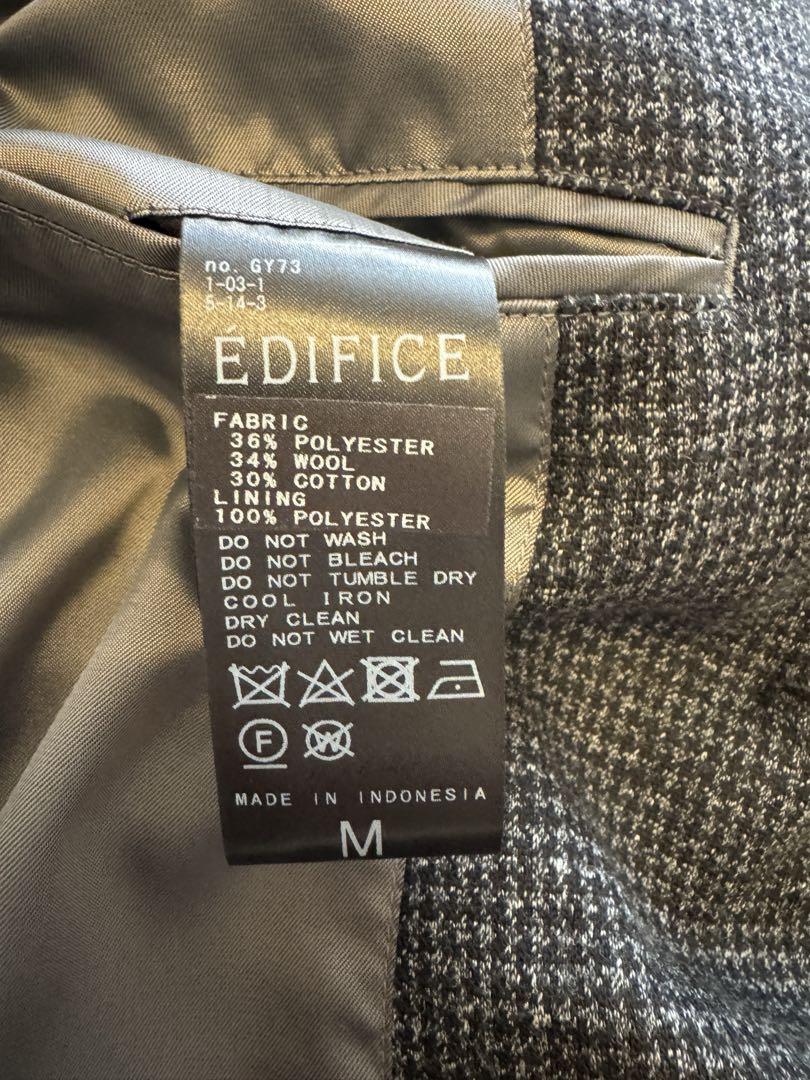 no. GY73
1-03-1
5-14-3
ÉDIFICE
FABRIC
36% POLYESTER
34% WOOL
30% COTTON
LINING
100% POLYESTER
DO NOT WASH
DO NOT BLEACH
DO NOT TUMBLE DRY
COOL IRON
DRY CLEAN
DO NOT WET CLEAN
F W
MADE IN INDONESIA
M